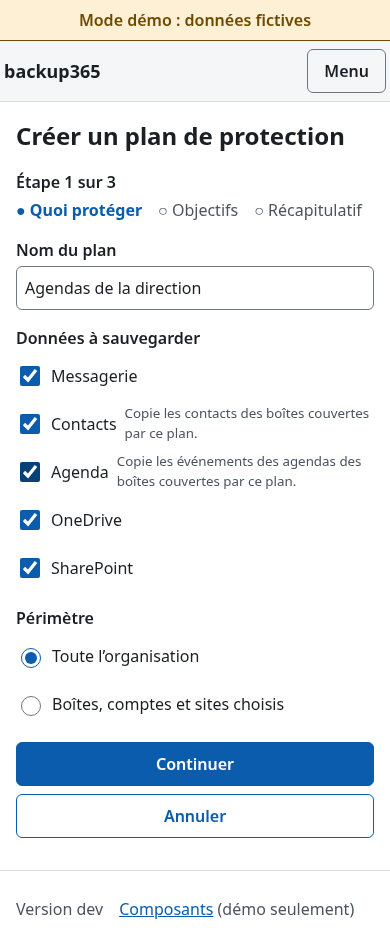 Mode démo : données fictives
backup365
Menu
Créer un plan de protection
Étape 1 sur 3
● Quoi protéger ○ Objectifs ○ Récapitulatif
Nom du plan
Agendas de la direction
Données à sauvegarder
Messagerie
Contacts
Copie les contacts des boîtes couvertes
par ce plan.
Agenda
Copie les événements des agendas des
boîtes couvertes par ce plan.
OneDrive
SharePoint
Périmètre
Toute l’organisation
Boîtes, comptes et sites choisis
Continuer
Annuler
Version dev Composants (démo seulement)